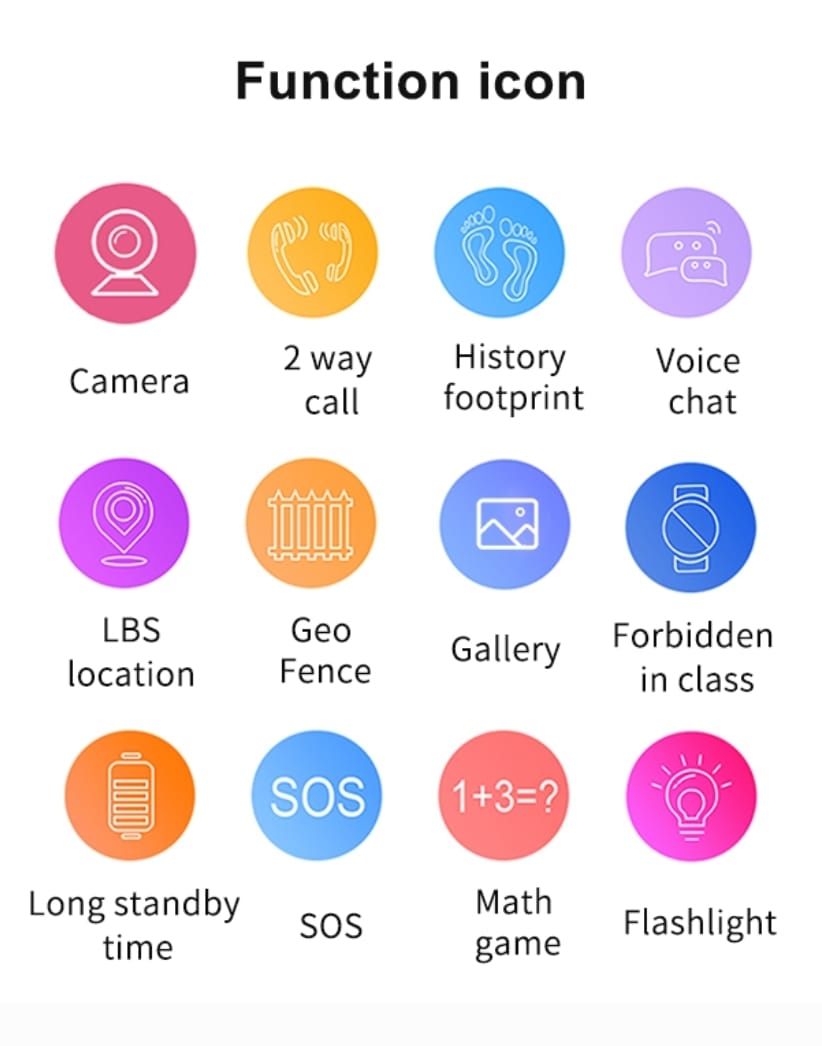 Function icon
Camera
2 way
call
History
footprint
Voice
chat
LBS
location
Geo
Fence
Gallery
Forbidden
in class
SOS
1+3=?
Long standby
time
SOS
Math
game
Flashlight